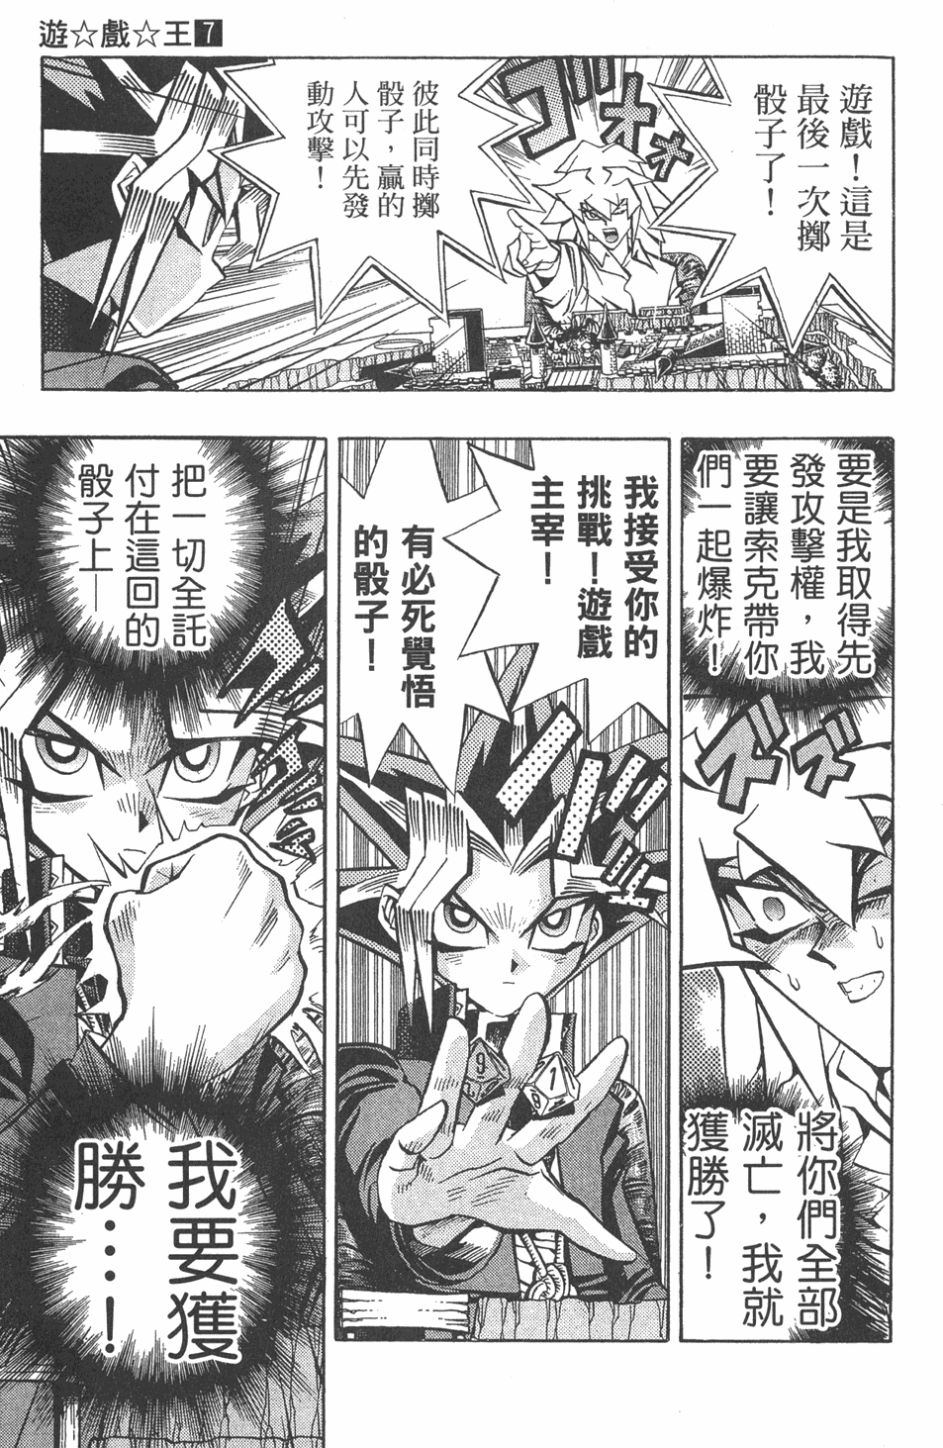 遊☆戲☆王7
遊戲！這是
最後一次擲
骰子了！
ゴォォ
彼此同時擲
骰子，贏的
人可以先發
動攻擊！
要是我取得先
發攻擊權，我
要讓索克帶你
們一起爆炸！
ズズ
將你們全部
滅亡，我就
獲勝了！
我接受你的
挑戰！遊戲
主宰！
有必死覺悟
的骰子！
9
7
把一切全託
付在這回的
骰子上—
我要獲
勝…！